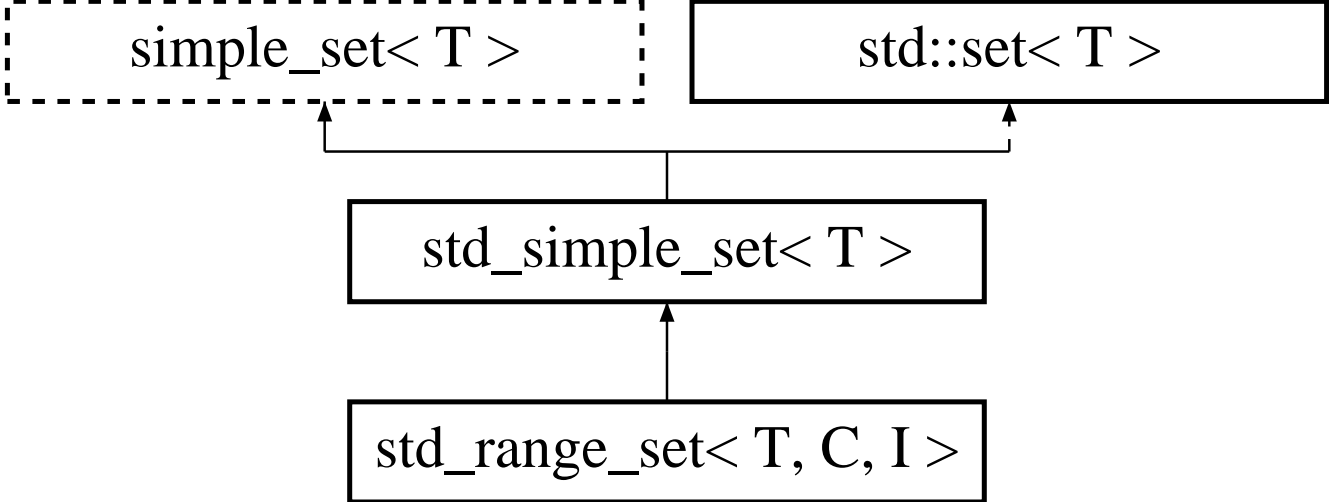 simple_set< T >
std::set< T >
std_simple_set< T >
std_range_set< T, C, I >